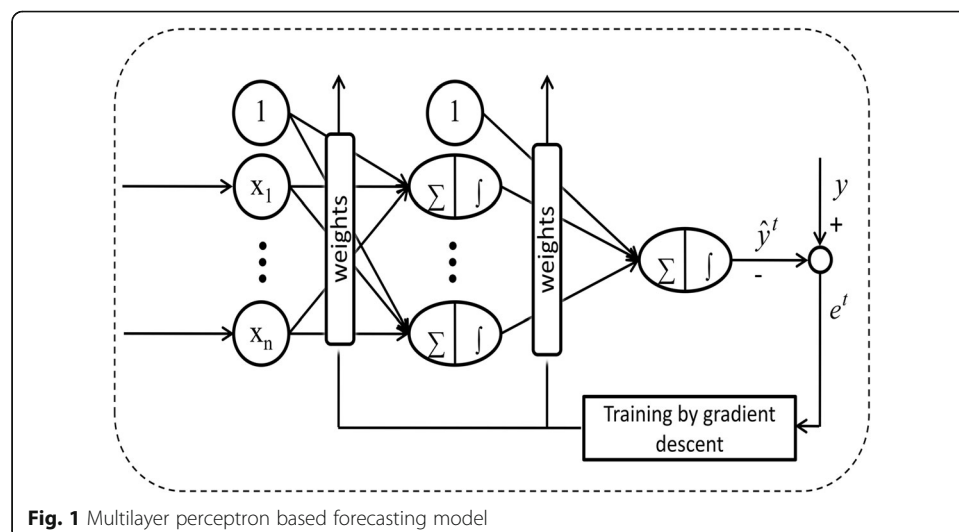 1
1
x₁
∑ ∫
weights
weights
y
ŷᵗ
+
∑ ∫
-
eᵗ
xₙ
∑ ∫
Training by gradient
descent
Fig. 1 Multilayer perceptron based forecasting model